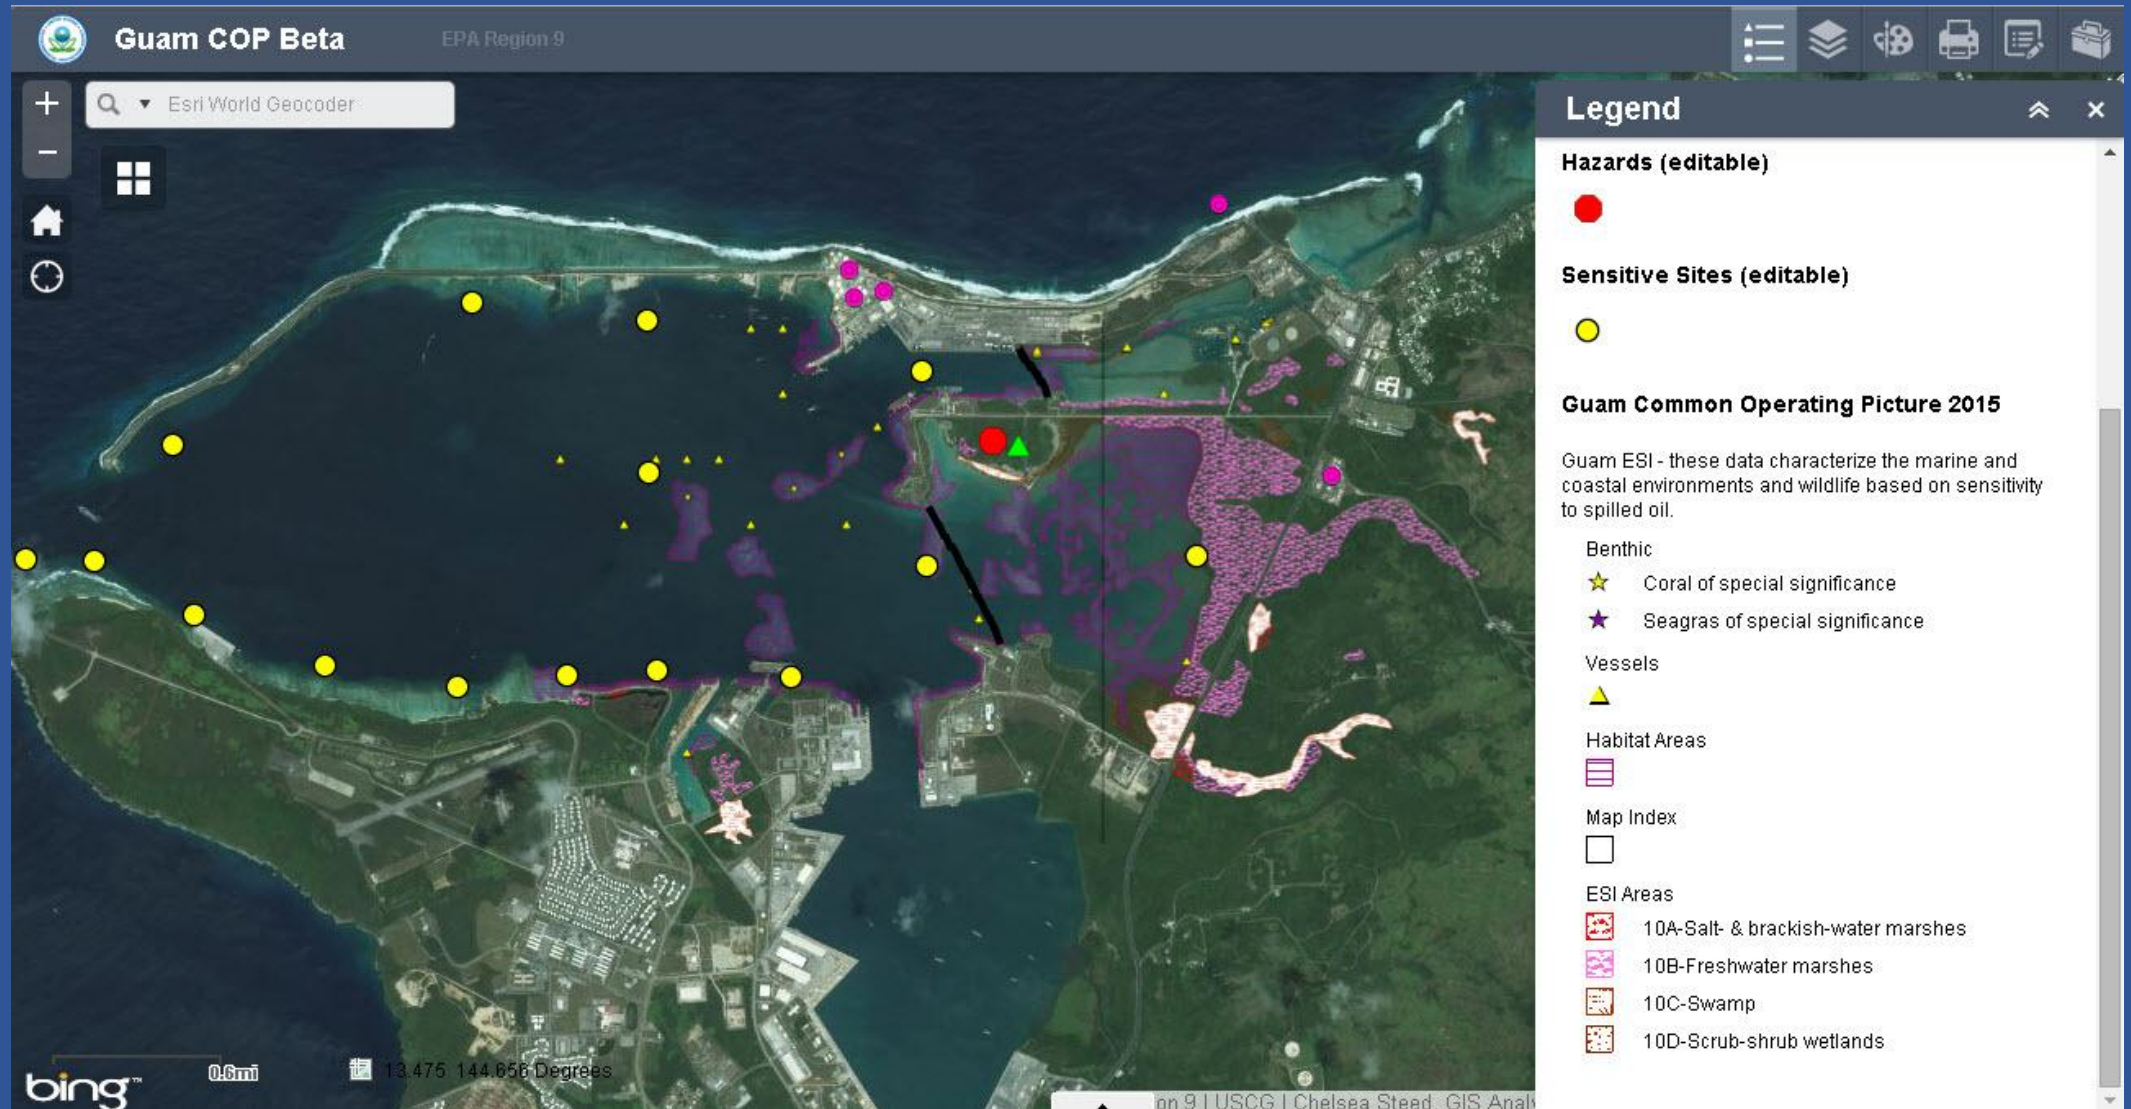 Guam COP Beta
EPA Region 9
Esri World Geocoder
Legend
Hazards (editable)
Sensitive Sites (editable)
Guam Common Operating Picture 2015
Guam ESI - these data characterize the marine and
coastal environments and wildlife based on sensitivity
to spilled oil.
Benthic
Coral of special significance
Seagras of special significance
Vessels
Habitat Areas
Map Index
ESI Areas
10A-Salt- & brackish-water marshes
10B-Freshwater marshes
10C-Swamp
10D-Scrub-shrub wetlands
0.6mi
13.475 144.656 Degrees
bing™
on 9 | USCG | Chelsea Steed, GIS Analy